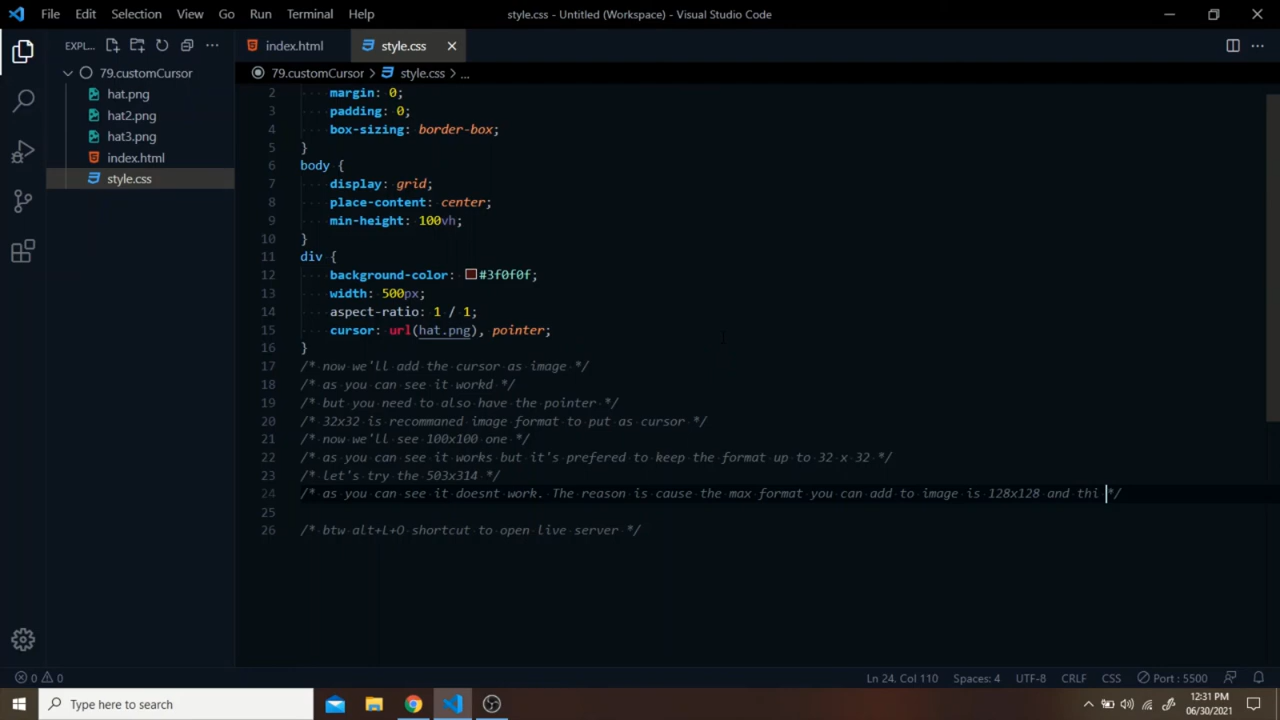 File Edit Selection View Go Run Terminal Help
style.css - Untitled (Workspace) - Visual Studio Code
EXPL... ···
index.html style.css
79.customCursor
79.customCursor > style.css > ...
hat.png
hat2.png
hat3.png
index.html
style.css
2 margin: 0;
3 padding: 0;
4 box-sizing: border-box;
5 }
6 body {
7 display: grid;
8 place-content: center;
9 min-height: 100vh;
10 }
11 div {
12 background-color: #3f0f0f;
13 width: 500px;
14 aspect-ratio: 1 / 1;
15 cursor: url(hat.png), pointer;
16 }
17 /* now we'll add the cursor as image */
18 /* as you can see it workd */
19 /* but you need to also have the pointer */
20 /* 32x32 is recommaned image format to put as cursor */
21 /* now we'll see 100x100 one */
22 /* as you can see it works but it's prefered to keep the format up to 32 x 32 */
23 /* let's try the 503x314 */
24 /* as you can see it doesnt work. The reason is cause the max format you can add to image is 128x128 and thi */
25
26 /* btw alt+L+O shortcut to open live server */
0 0
Ln 24, Col 110 Spaces: 4 UTF-8 CRLF CSS Port : 5500
Type here to search
12:31 PM
06/30/2021